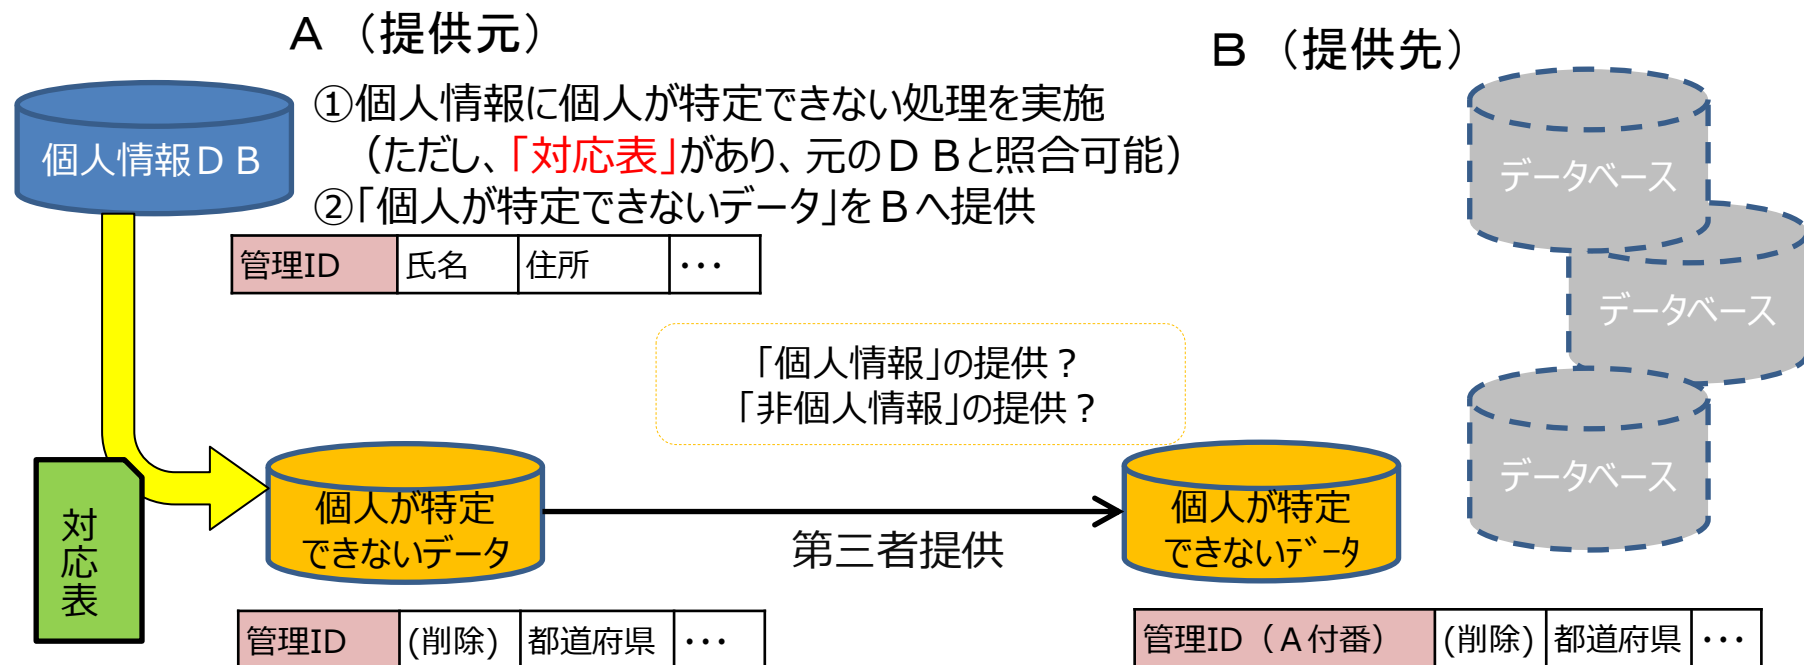 A（提供元）
B（提供先）
個人情報DB
①個人情報に個人が特定できない処理を実施
（ただし、「対応表」があり、元のDBと照合可能）
②「個人が特定できないデータ」をBへ提供
管理ID 氏名 住所 ・・・
データベース
データベース
データベース
「個人情報」の提供？
「非個人情報」の提供？
対応表
個人が特定
できないデータ
第三者提供
個人が特定
できないﾃﾞｰﾀ
管理ID (削除) 都道府県 ・・・
管理ID（A付番） (削除) 都道府県 ・・・